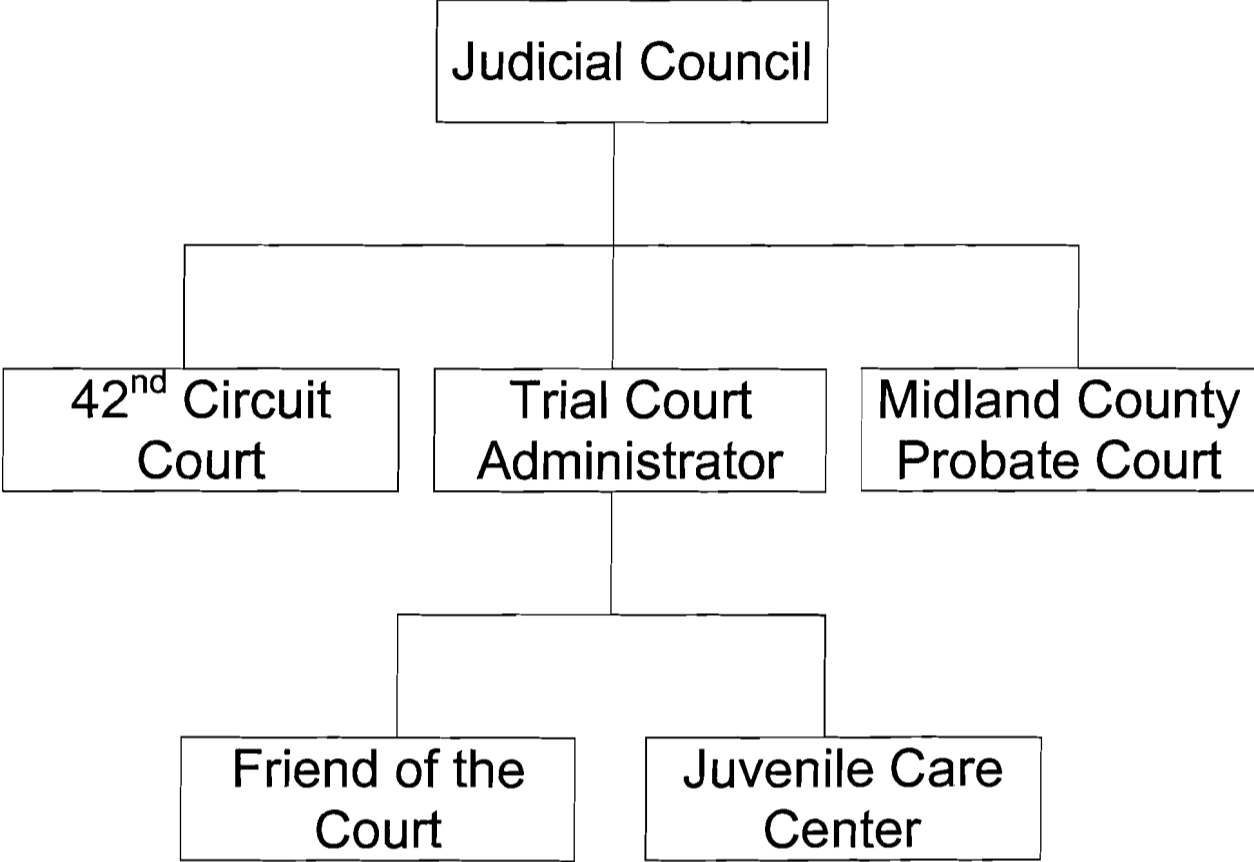 Judicial Council
42nd Circuit
Court
Trial Court
Administrator
Midland County
Probate Court
Friend of the
Court
Juvenile Care
Center